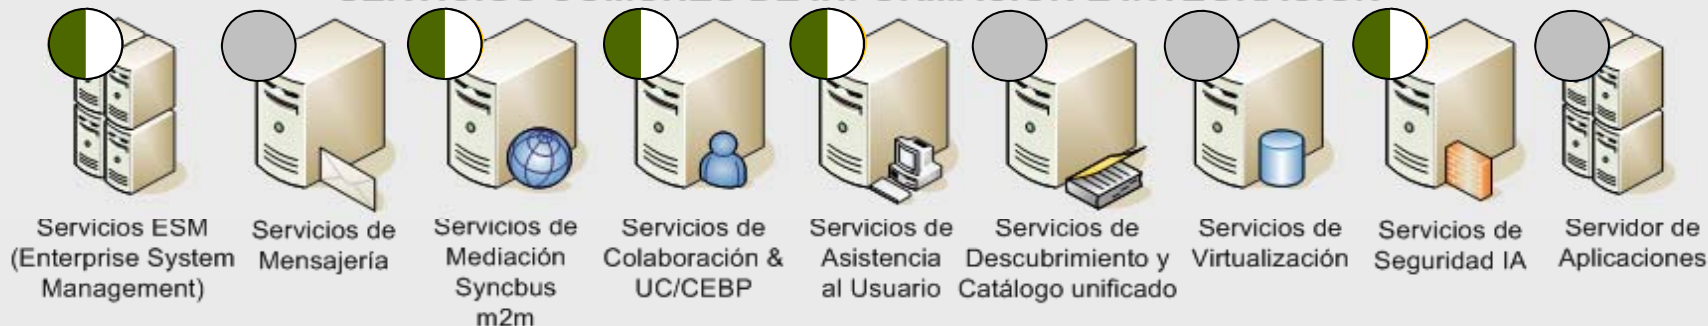 Servicios ESM
(Enterprise System
Management)
Servicios de
Mensajería
Servicios de
Mediación
Syncbus
m2m
Servicios de
Colaboración &
UC/CEBP
Servicios de
Asistencia
al Usuario
Servicios de
Descubrimiento y
Catálogo unificado
Servicios de
Virtualización
Servicios de
Seguridad IA
Servidor de
Aplicaciones